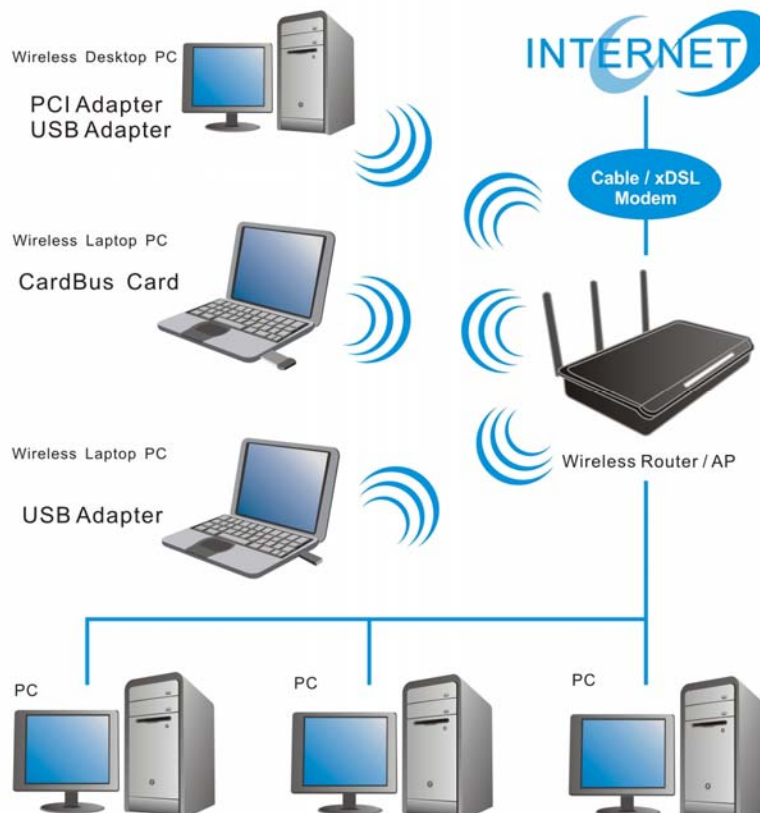 Wireless Desktop PC
PCI Adapter
USB Adapter
INTERNET
Cable / xDSL
Modem
Wireless Laptop PC
CardBus Card
Wireless Router / AP
Wireless Laptop PC
USB Adapter
PC
PC
PC